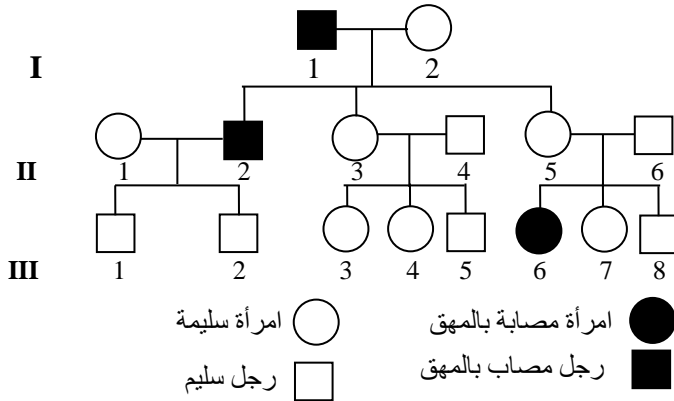 I
1 2
1 2 3 4 5 6
II
1 2 3 4 5 6 7 8
III
امرأة سليمة امرأة مصابة بالمهق
رجل سليم رجل مصاب بالمهق